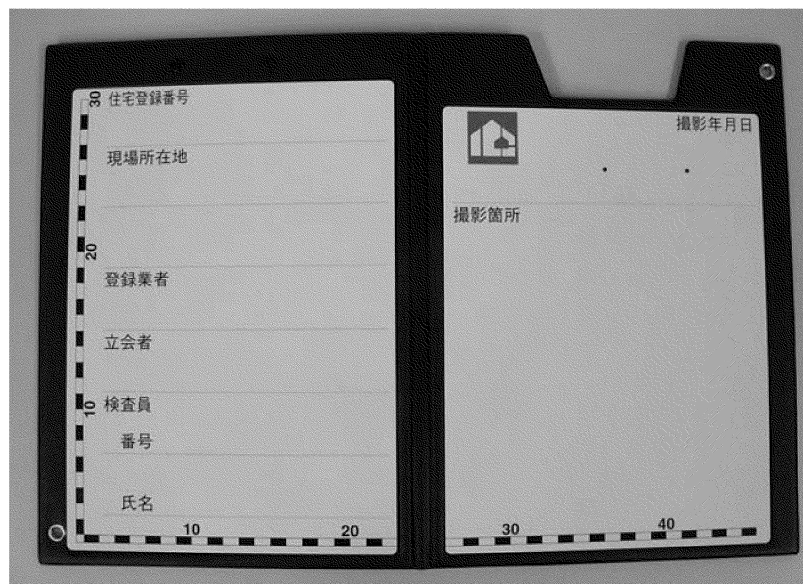 30
住宅登録番号
現場所在地
20
登録業者
立会者
10
検査員
番号
氏名
10 20
撮影年月日
・ ・
撮影箇所
30 40